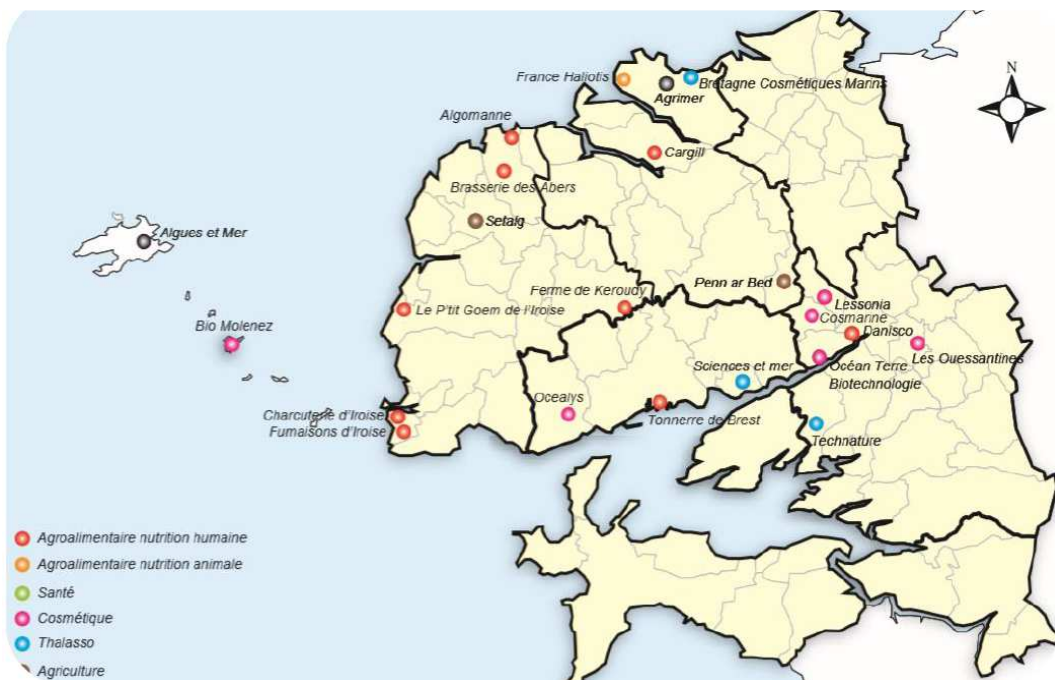 N
France Haliotis
Bretagne Cosmétiques Marins
Agrimer
Algomanne
Cargill
Brasserie des Abers
Setalg
Algues et Mer
Penn ar Bed
Ferme de Keroudy
Lessonia
Cosmarine
Le P'tit Goem de l'Iroise
Bio Molenez
Danisco
Les Ouessantines
Sciences et mer
Océan Terre
Biotechnologie
Ocealys
Charcuterie d'Iroise
Tonnerre de Brest
Fumaisons d'Iroise
Technature
Agroalimentaire nutrition humaine
Agroalimentaire nutrition animale
Santé
Cosmétique
Thalasso
Agriculture